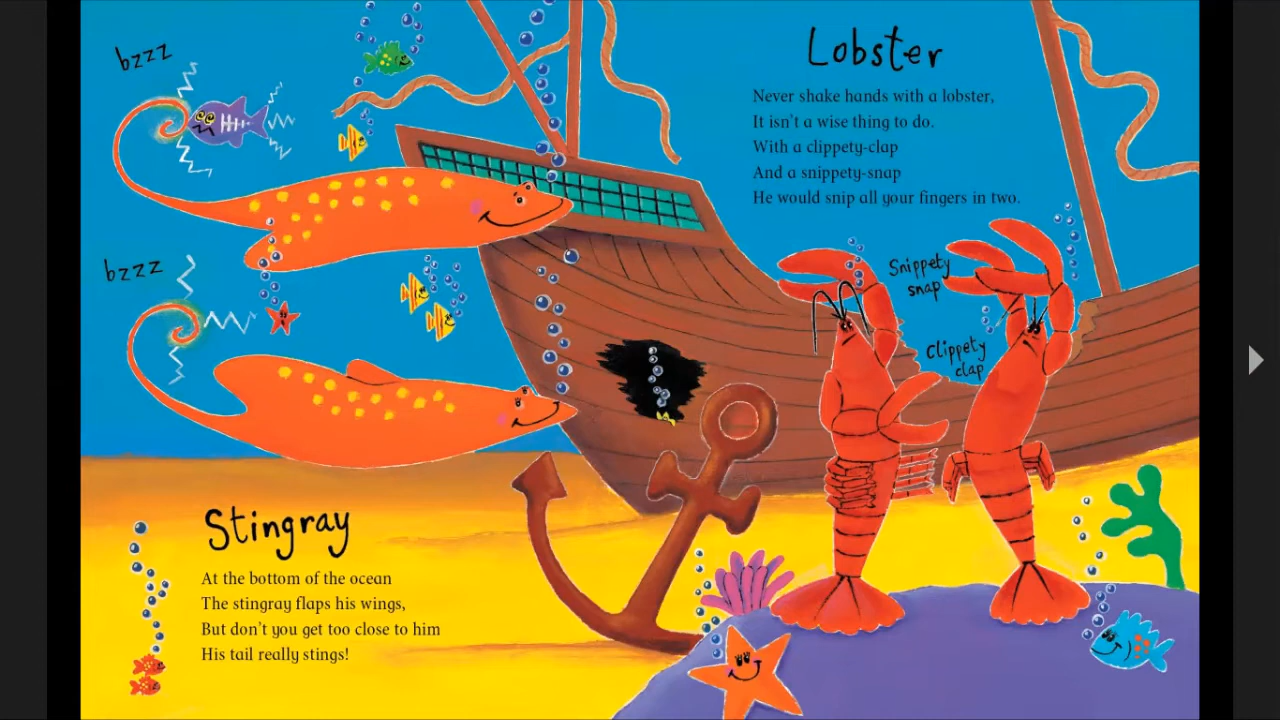 bzzz
bzzz
Stingray
At the bottom of the ocean
The stingray flaps his wings,
But don't you get too close to him
His tail really stings!
Lobster
Never shake hands with a lobster,
It isn't a wise thing to do.
With a clippety-clap
And a snippety-snap
He would snip all your fingers in two.
Snippety
snap
Clippety
clap